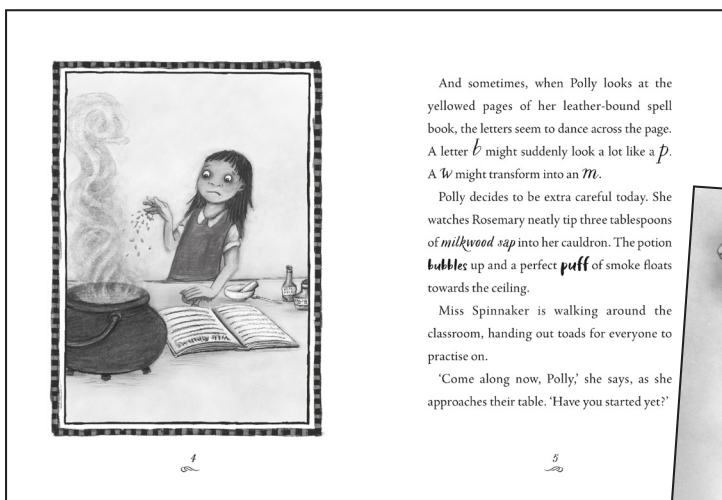 And sometimes, when Polly looks at the
yellowed pages of her leather-bound spell
book, the letters seem to dance across the page.
A letter b might suddenly look a lot like a p.
A w might transform into an m.
Polly decides to be extra careful today. She
watches Rosemary neatly tip three tablespoons
of milkwood sap into her cauldron. The potion
bubbles up and a perfect puff of smoke floats
towards the ceiling.
Miss Spinnaker is walking around the
classroom, handing out toads for everyone to
practise on.
‘Come along now, Polly,’ she says, as she
approaches their table. ‘Have you started yet?’
4
5